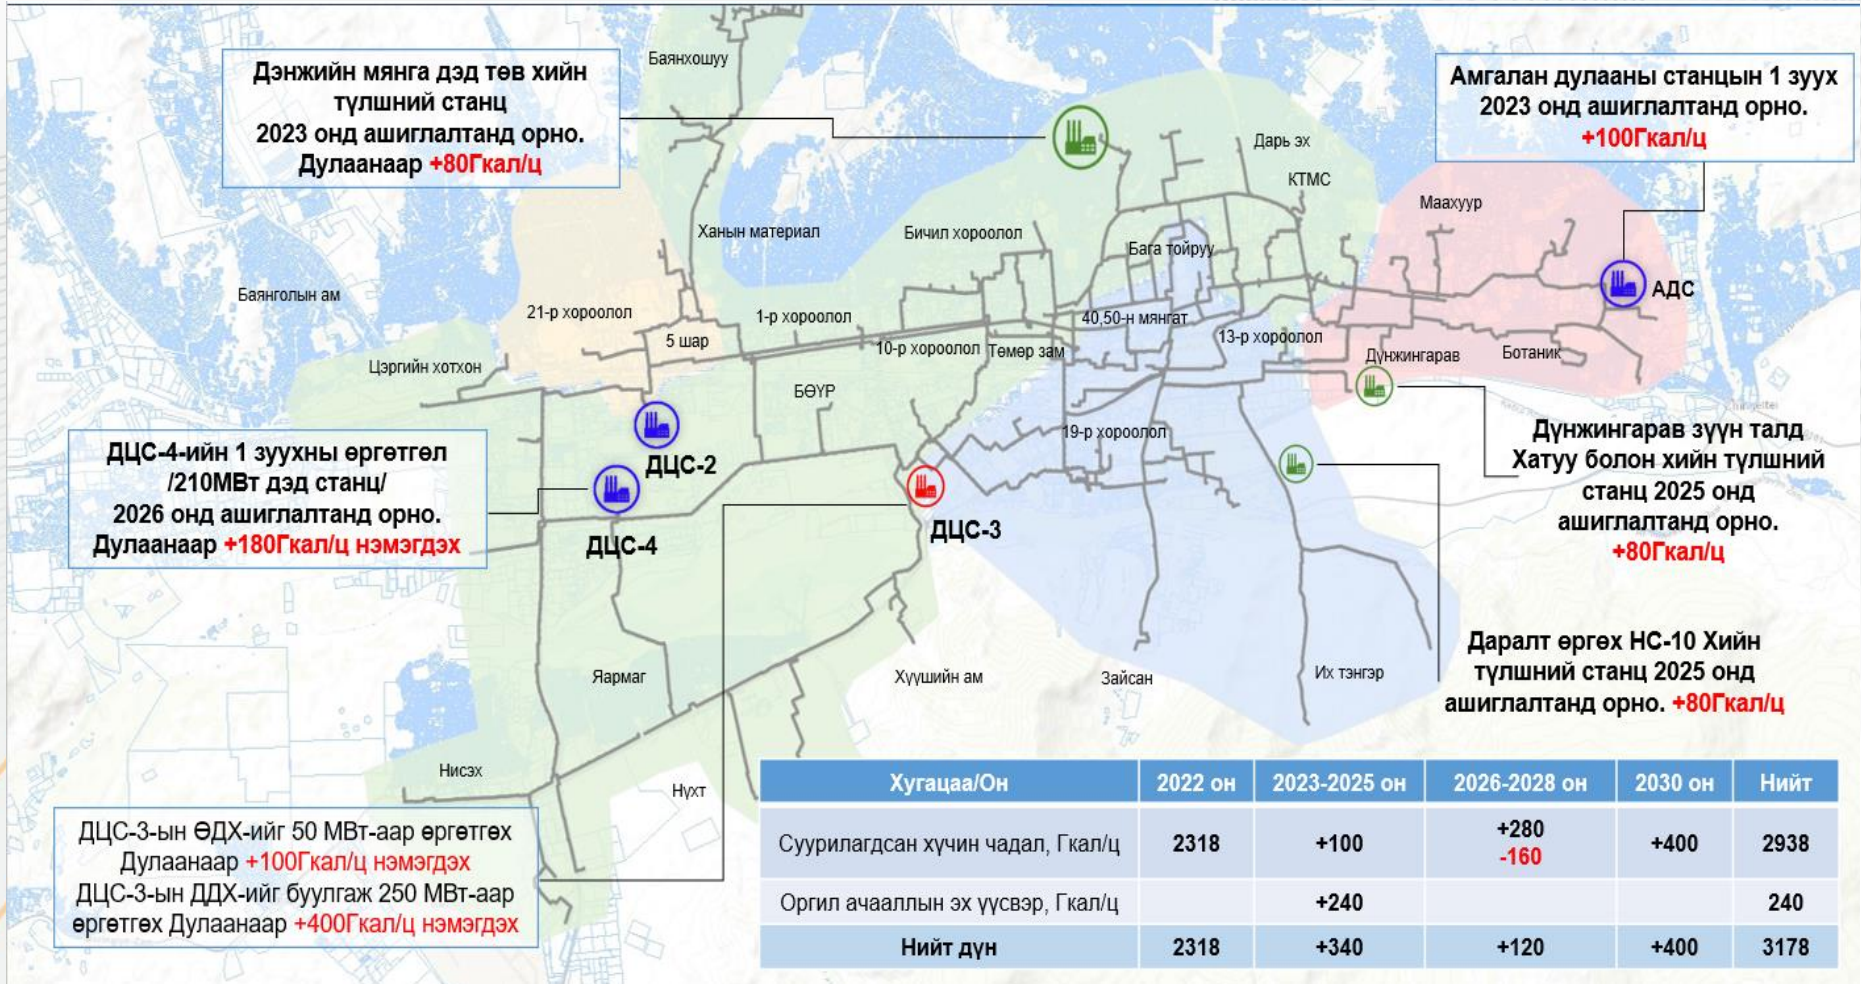 Баянхошуу
Дэнжийн мянга дэд төв хийн
түлшний станц
2023 онд ашиглалтанд орно.
Дулаанаар +80Гкал/ц
Амгалан дулааны станцын 1 зуух
2023 онд ашиглалтанд орно.
+100Гкал/ц
Дарь эх
КТМС
Маахуур
Ханын материал
Бичил хороолол
Бага тойруу
АДС
Баянголын ам
21-р хороолол
1-р хороолол
40,50-н мянгат
5 шар
10-р хороолол
Төмөр зам
13-р хороолол
Дүнжингарав
Ботаник
Цэргийн хотхон
БӨҮР
19-р хороолол
ДЦС-4-ийн 1 зуухны өргөтгөл
/210МВт дэд станц/
2026 онд ашиглалтанд орно.
Дулаанаар +180Гкал/ц нэмэгдэх
ДЦС-2
ДЦС-4
ДЦС-3
Дүнжингарав зүүн талд
Хатуу болон хийн түлшний
станц 2025 онд
ашиглалтанд орно.
+80Гкал/ц
Даралт өргөх НС-10 Хийн
түлшний станц 2025 онд
ашиглалтанд орно. +80Гкал/ц
Яармаг
Хүүшийн ам
Зайсан
Их тэнгэр
Нисэх
Нүхт
ДЦС-3-ын ӨДХ-ийг 50 МВт-аар өргөтгөх
Дулаанаар +100Гкал/ц нэмэгдэх
ДЦС-3-ын ДДХ-ийг буулгаж 250 МВт-аар
өргөтгөх Дулаанаар +400Гкал/ц нэмэгдэх
Хугацаа/Он 2022 он 2023-2025 он 2026-2028 он 2030 он Нийт
Суурилагдсан хүчин чадал, Гкал/ц 2318 +100 +280 -160 +400 2938
Оргил ачааллын эх үүсвэр, Гкал/ц +240 240
Нийт дүн 2318 +340 +120 +400 3178